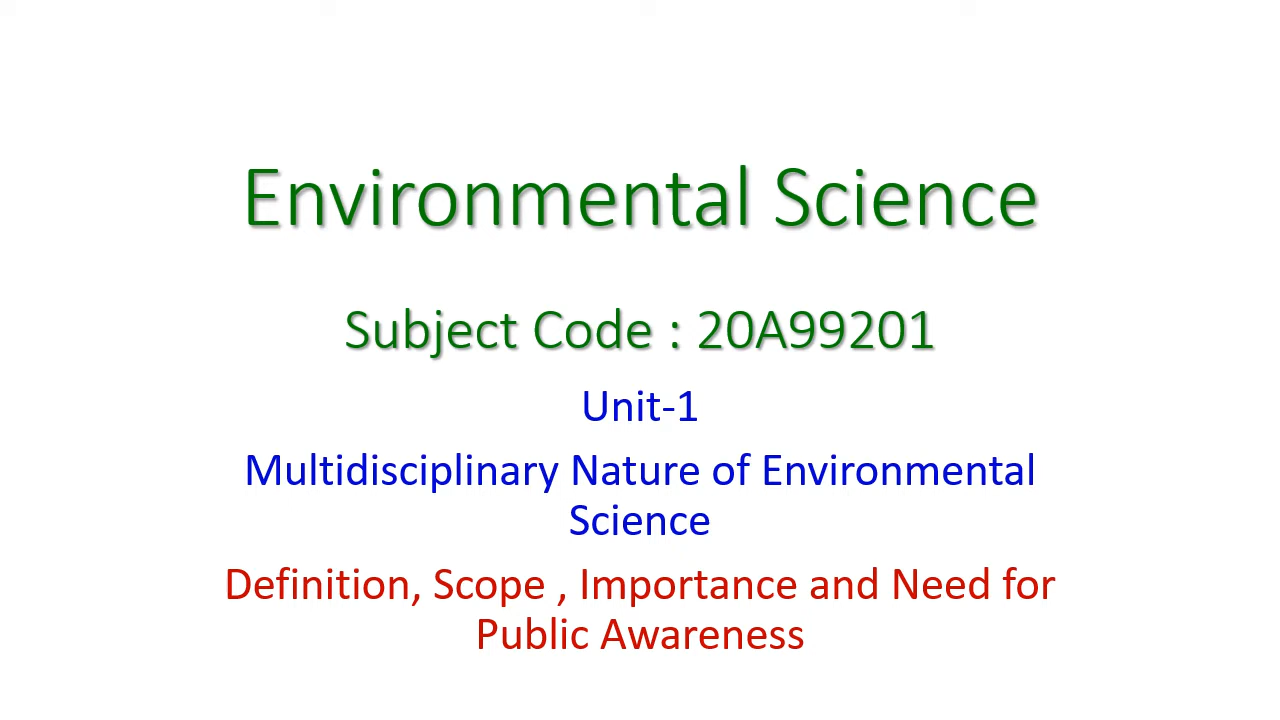 Environmental Science
Subject Code : 20A99201
Unit-1
Multidisciplinary Nature of Environmental
Science
Definition, Scope , Importance and Need for
Public Awareness